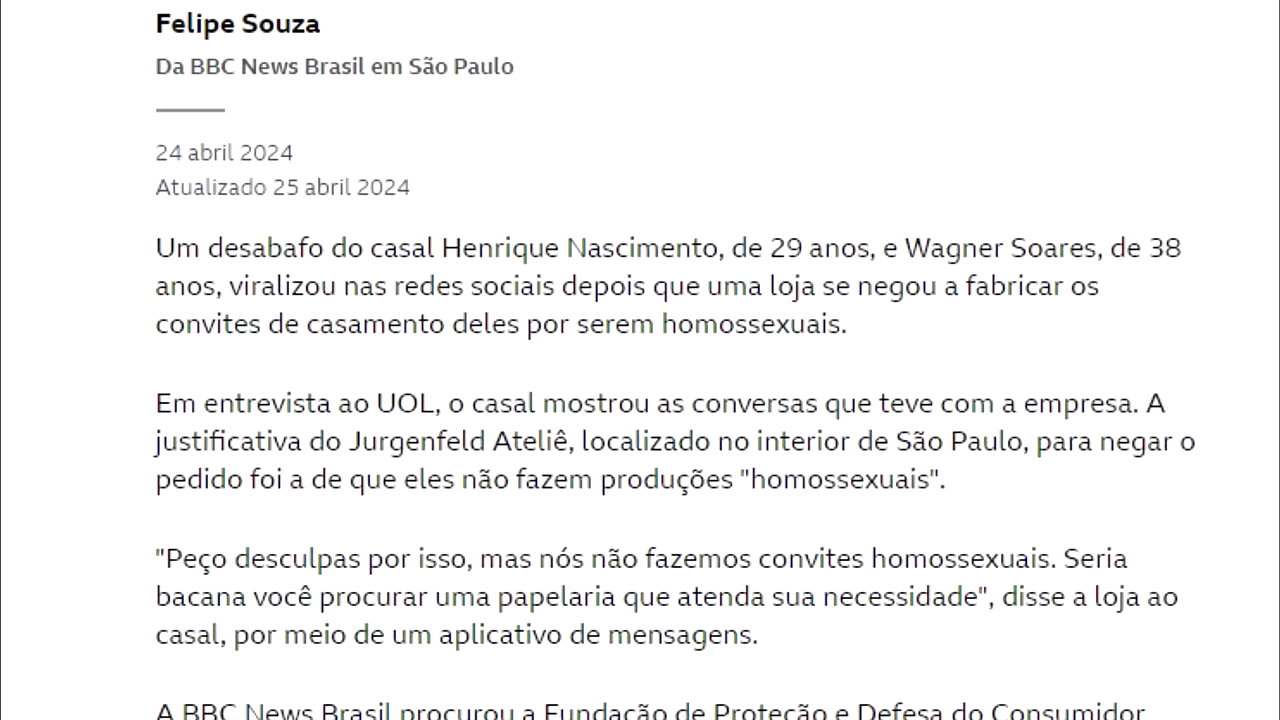 Felipe Souza
Da BBC News Brasil em São Paulo
24 abril 2024
Atualizado 25 abril 2024
Um desabafo do casal Henrique Nascimento, de 29 anos, e Wagner Soares, de 38
anos, viralizou nas redes sociais depois que uma loja se negou a fabricar os
convites de casamento deles por serem homossexuais.
Em entrevista ao UOL, o casal mostrou as conversas que teve com a empresa. A
justificativa do Jurgenfeld Ateliê, localizado no interior de São Paulo, para negar o
pedido foi a de que eles não fazem produções "homossexuais".
"Peço desculpas por isso, mas nós não fazemos convites homossexuais. Seria
bacana você procurar uma papelaria que atenda sua necessidade", disse a loja ao
casal, por meio de um aplicativo de mensagens.
A BBC News Brasil procurou a Fundação de Proteção e Defesa do Consumidor